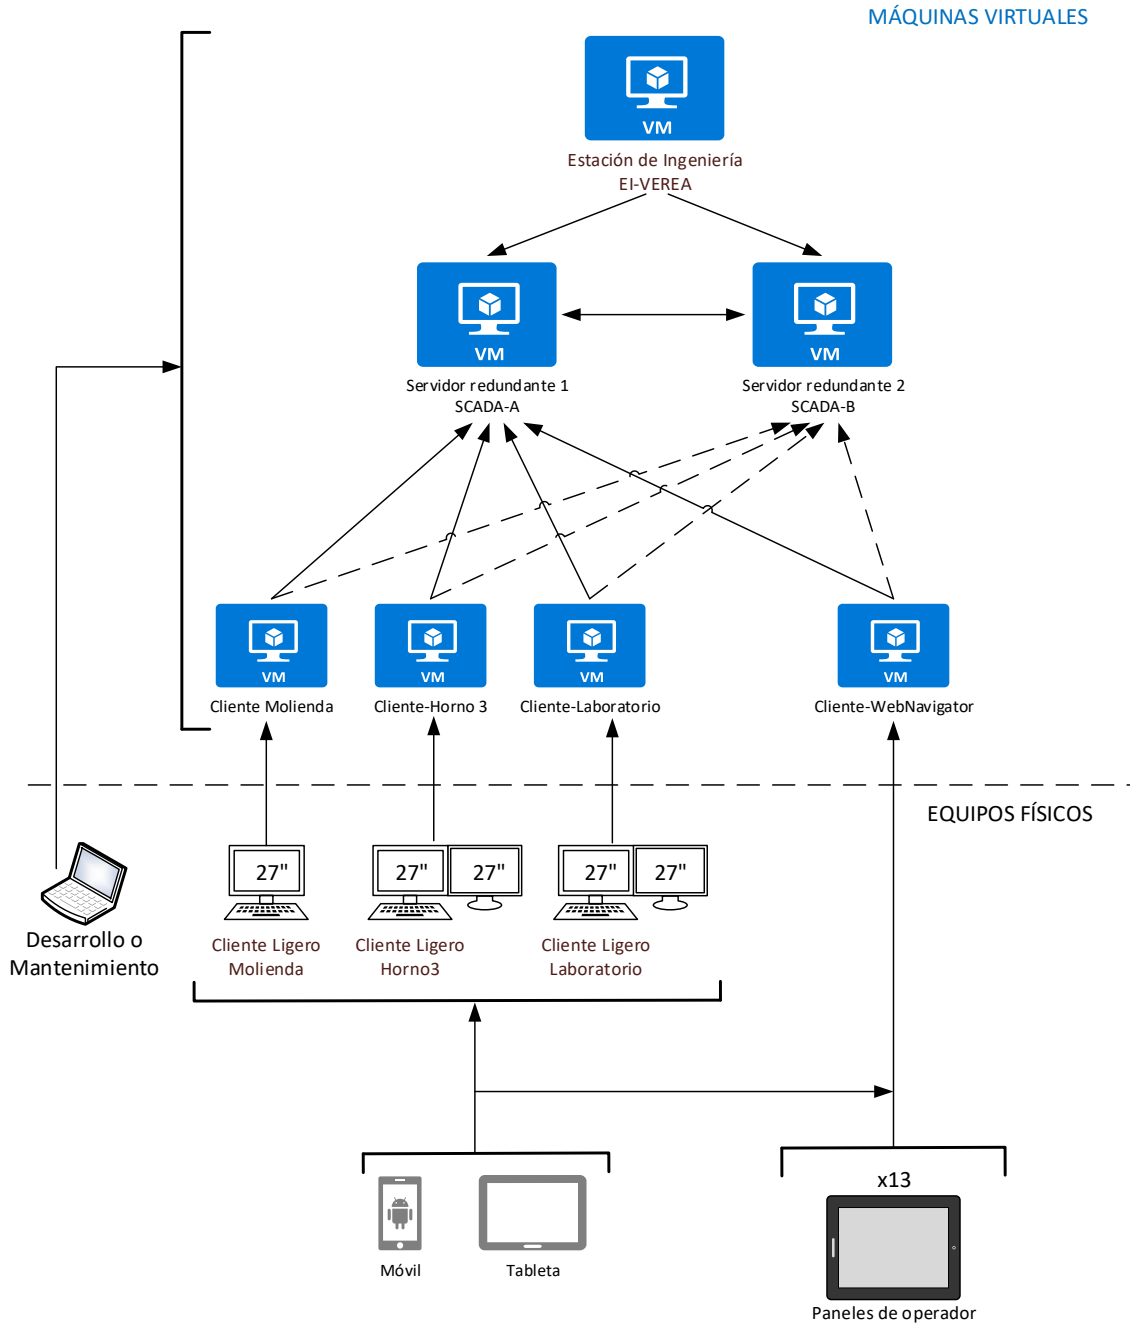 MÁQUINAS VIRTUALES
VM
Estación de Ingeniería
EI-VEREA
VM
VM
Servidor redundante 1
SCADA-A
Servidor redundante 2
SCADA-B
VM
VM
VM
VM
Cliente Molienda
Cliente-Horno 3
Cliente-Laboratorio
Cliente-WebNavigator
EQUIPOS FÍSICOS
27"
27"
27"
27"
27"
Desarrollo o
Mantenimiento
Cliente Ligero
Molienda
Cliente Ligero
Horno3
Cliente Ligero
Laboratorio
x13
Móvil
Tableta
Paneles de operador